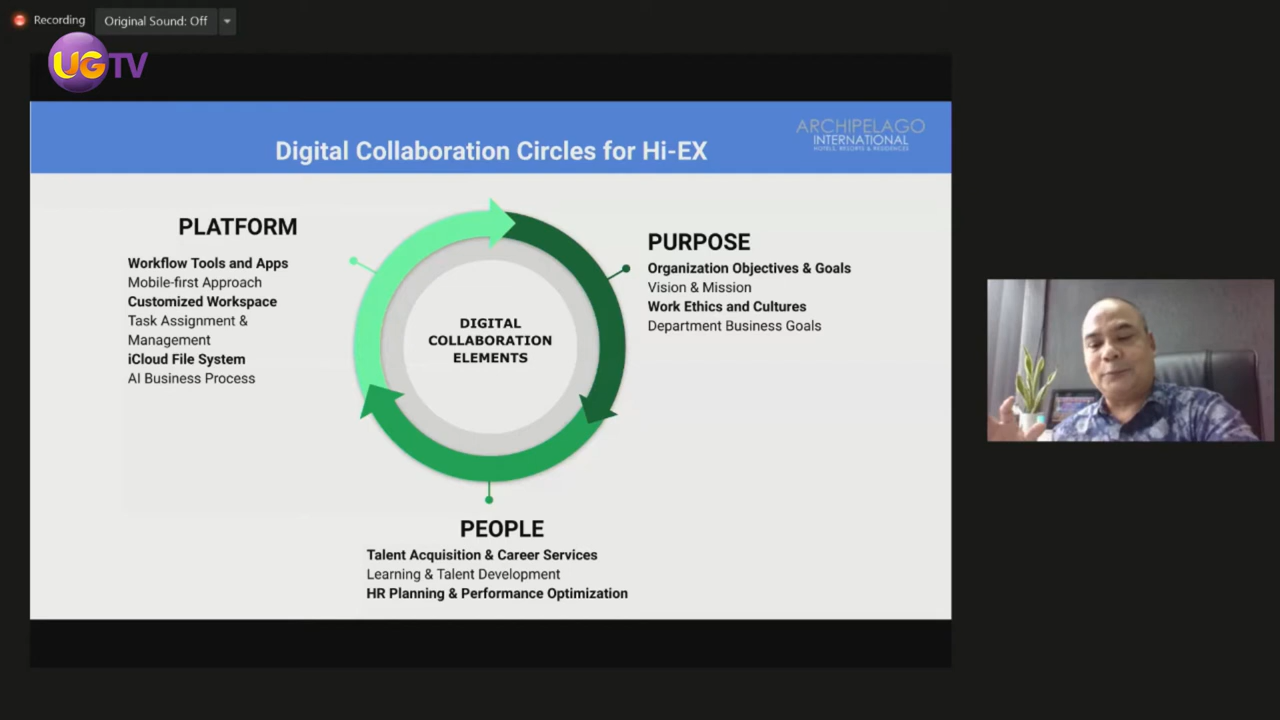 Recording
Original Sound: Off
UGTV
ARCHIPELAGO
INTERNATIONAL
HOTELS, RESORTS & RESIDENCES
Digital Collaboration Circles for Hi-EX
PLATFORM
Workflow Tools and Apps
Mobile-first Approach
Customized Workspace
Task Assignment &
Management
iCloud File System
AI Business Process
DIGITAL
COLLABORATION
ELEMENTS
PURPOSE
Organization Objectives & Goals
Vision & Mission
Work Ethics and Cultures
Department Business Goals
PEOPLE
Talent Acquisition & Career Services
Learning & Talent Development
HR Planning & Performance Optimization